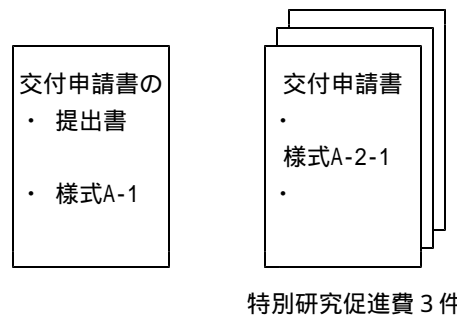 交付申請書の
・ 提出書
・ 様式A-1
交付申請書
・
様式A-2-1
・
特別研究促進費3件